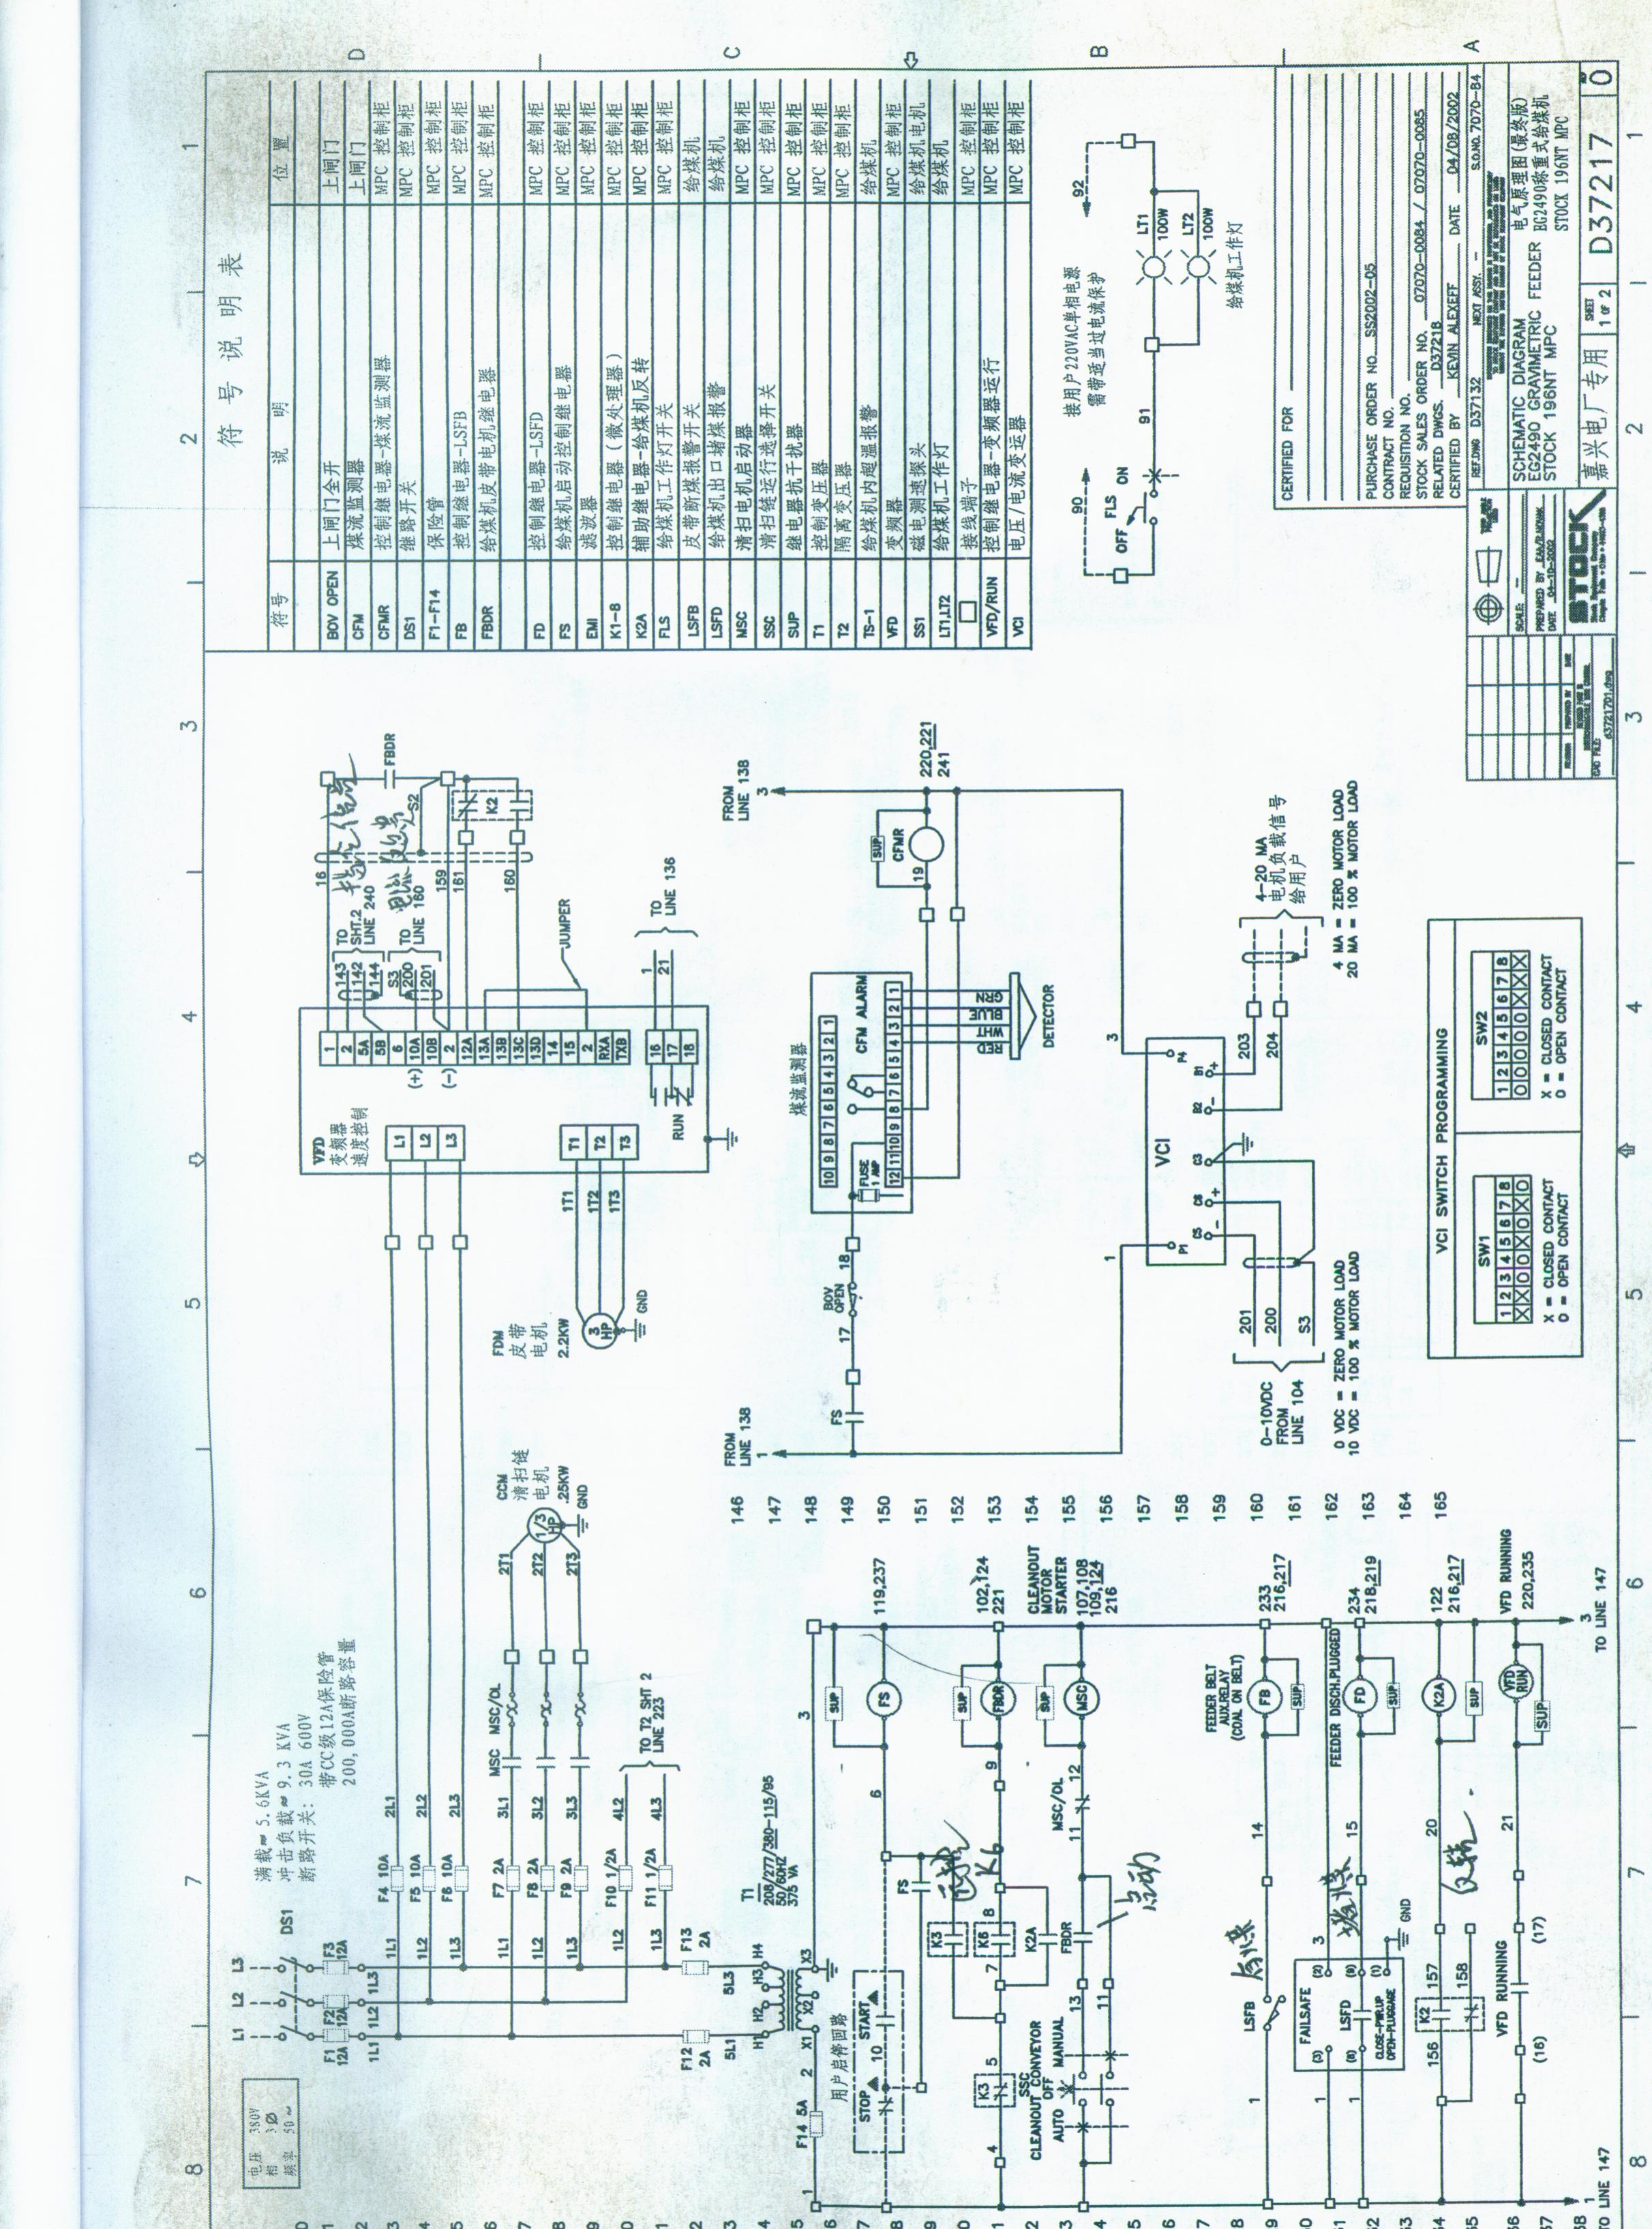 符号说明表
符号 说明 位置
BOV OPEN 上闸门全开 上闸门
CFM 煤流监测器 上闸门
CFMR 控制继电器-煤流监测器 MPC 控制柜
DS1 继路开关 MPC 控制柜
F1-F14 保险管 MPC 控制柜
FB 控制继电器-LSFB MPC 控制柜
FBDR 给煤机皮带电机继电器 MPC 控制柜
FD 控制继电器-LSFD MPC 控制柜
FS 给煤机启动控制继电器 MPC 控制柜
EMI 滤波器 MPC 控制柜
K1-8 控制继电器(微处理器) MPC 控制柜
K2A 辅助继电器-给煤机反转 MPC 控制柜
FLS 给煤机工作灯开关 MPC 控制柜
LSFB 皮带断煤报警开关 给煤机
LSFD 给煤机出口堵煤报警 给煤机
MSC 清扫电机启动器 MPC 控制柜
SSC 清扫链运行选择开关 MPC 控制柜
SUP 继电器抗干扰器 MPC 控制柜
T1 控制变压器 MPC 控制柜
T2 隔离变压器 MPC 控制柜
TS-1 给煤机内超温报警 给煤机
VFD 变频器 MPC 控制柜
SS1 磁电测速探头 给煤机电机
LT1,LT2 给煤机工作灯 给煤机
接线端子 MPC 控制柜
VFD/RUN 控制继电器-变频器运行 MPC 控制柜
VCI 电压/电流变运器 MPC 控制柜
接用户220VAC单相电源
需带适当过电流保护
90 92
FLS
OFF ON
91
LT1
100W
LT2
100W
给煤机工作灯
电压 380V
相 3Ø
频率 50~
满载≈ 5.6KVA
冲击负载≈ 9.3 KVA
断路开关: 30A 600V
带CC级12A保险管
200,000A断路容量
L1 L2 L3
DS1
F1 12A F2 12A F3 12A
1L1 1L2 1L3
1L1 F4 10A 2L1
1L2 F5 10A 2L2
1L3 F6 10A 2L3
1L1 F7 2A 3L1 MSC MSC/OL 2T1
1L2 F8 2A 3L2 2T2
1L3 F9 2A 3L3 2T3
CCM
清扫链
电机
1/3 HP
.25KW
GND
1L2 F10 1/2A 4L2
1L3 F11 1/2A 4L3
TO T2 SHT 2
LINE 223
F12 2A 5L1
F13 2A 5L3
T1
208/277/380-115/95
50/60HZ
375 VA
H1 H2 H3 H4
X1 X2 X3
VFD
变频器
速度控制
L1
L2
L3
T1
T2
T3
1T1
1T2
1T3
FDM
皮带
电机
3 HP
2.2KW
GND
1
2
5A
5B
6
10A
10B
2
12A
13A
13B
13C
13D
14
15
2
RXA
TXB
16
17
18
(+)
(-)
RUN
16
143
142
144
TO
SHT.2
LINE 240
S3
200
201
TO
LINE 160
159
161
160
S2
FBDR
K2
JUMPER
1
21
TO
LINE 136
1 F14 5A 2
3
用户启停回路
STOP 10 START 6 FS SUP 119,237
FS
4 K3 5 7 K6 8 9 FBDR SUP 102,124
221
K3
K6
K2A
SSC
CLEANOUT CONVEYOR
AUTO OFF MANUAL
13 FBDR 11 MSC/OL 12 MSC SUP
11
点动
CLEANOUT
MOTOR
STARTER
107,108
109,124
216
1 LSFB 14 FB SUP
FEEDER BELT
AUX.RELAY
(COAL ON BELT)
233
216,217
FAILSAFE
1 (3) (2) 3
1 (8) LSFD (9) 15 FD SUP
(1) GND
CLOSE-PWR.UP
OPEN-PLUGGAGE
FEEDER DISCH.PLUGGED
234
218,219
156 K2 157 20 K2A SUP
158
122
216,217
VFD RUNNING
(16) (17) 21 VFD RUN SUP
VFD RUNNING
220,235
1 TO LINE 147
3 TO LINE 147
146
147
148
149
150
151
152
153
154
155
156
157
158
159
160
161
162
163
164
165
FROM
LINE 138
1
FROM
LINE 138
3
FS 17 BOV OPEN 18
煤流监测器
10 9 8 7 6 5 4 3 2 1
CFM ALARM
12 11 10 9 8 7 6 5 4 3 2 1
FUSE
1 AMP
RED WHT BLUE GRN
DETECTOR
19 CFMR SUP
220,221
241
1
3
VCI
P1 P4
C5 C6 C3 B2 B1
201
200
S3
0-10VDC
FROM
LINE 104
0 VDC = ZERO MOTOR LOAD
10 VDC = 100 % MOTOR LOAD
203
204
4-20 MA
电机负载信号
给用户
4 MA = ZERO MOTOR LOAD
20 MA = 100 % MOTOR LOAD
VCI SWITCH PROGRAMMING
SW1
1 2 3 4 5 6 7 8
X X O O X O X O
X = CLOSED CONTACT
O = OPEN CONTACT
SW2
1 2 3 4 5 6 7 8
O O O O O X X X
X = CLOSED CONTACT
O = OPEN CONTACT
CERTIFIED FOR
PURCHASE ORDER NO. SS2002-05
CONTRACT NO.
REQUISITION NO.
STOCK SALES ORDER NO. 07070-0084 / 07070-0085
RELATED DWGS. D37218
CERTIFIED BY KEVIN ALEXEFF DATE 04/08/2002
REF.DWG D37132 NEXT ASSY. - S.O.NO.7070-84
SCALE: -
DATE 04-10-2002
STOCK
Stock Equipment Company
SCHEMATIC DIAGRAM
EG2490 GRAVIMETRIC FEEDER
STOCK 196NT MPC
电气原理图(最终版)
EG2490称重式给煤机
STOCK 196NT MPC
嘉兴电厂专用
SHEET
1 OF 2
D37217
0
CAD FILE: d3721701.dwg
8 7 6 5 4 3 2 1
D C B A